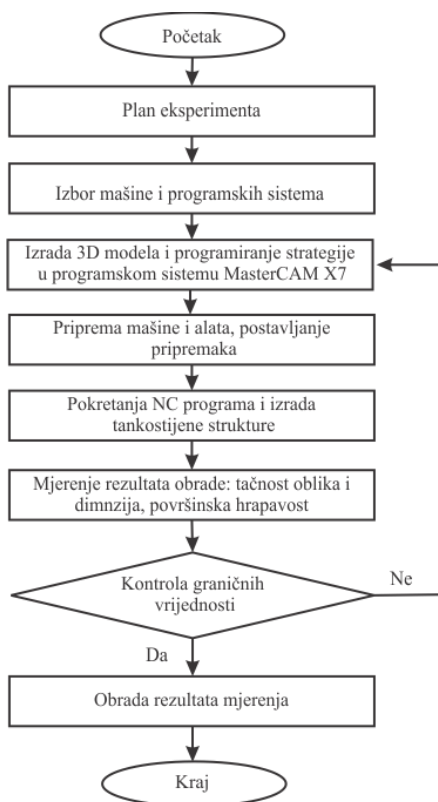 Početak
Plan eksperimenta
Izbor mašine i programskih sistema
Izrada 3D modela i programiranje strategije
u programskom sistemu MasterCAM X7
Priprema mašine i alata, postavljanje
pripremaka
Pokretanja NC programa i izrada
tankostijene strukture
Mjerenje rezultata obrade: tačnost oblika i
dimnzija, površinska hrapavost
Kontrola graničnih
vrijednosti
Ne
Da
Obrada rezultata mjerenja
Kraj